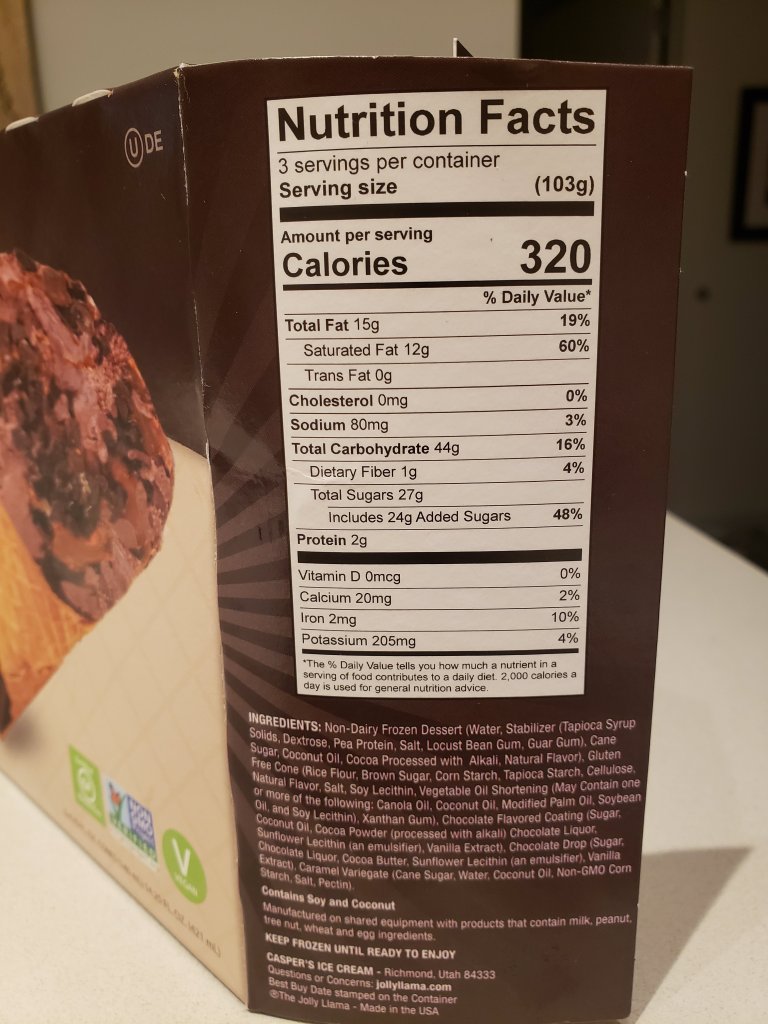 U DE
Nutrition Facts
3 servings per container
Serving size (103g)
Amount per serving
Calories 320
% Daily Value*
Total Fat 15g 19%
Saturated Fat 12g 60%
Trans Fat 0g
Cholesterol 0mg 0%
Sodium 80mg 3%
Total Carbohydrate 44g 16%
Dietary Fiber 1g 4%
Total Sugars 27g
Includes 24g Added Sugars 48%
Protein 2g
Vitamin D 0mcg 0%
Calcium 20mg 2%
Iron 2mg 10%
Potassium 205mg 4%
*The % Daily Value tells you how much a nutrient in a
serving of food contributes to a daily diet. 2,000 calories a
day is used for general nutrition advice.
INGREDIENTS: Non-Dairy Frozen Dessert (Water, Stabilizer (Tapioca Syrup
Solids, Dextrose, Pea Protein, Salt, Locust Bean Gum, Guar Gum), Cane
Sugar, Coconut Oil, Cocoa Processed with Alkali, Natural Flavor), Gluten
Free Cone (Rice Flour, Brown Sugar, Corn Starch, Tapioca Starch, Cellulose,
Natural Flavor, Salt, Soy Lecithin, Vegetable Oil Shortening (May Contain one
or more of the following: Canola Oil, Coconut Oil, Modified Palm Oil, Soybean
Oil, and Soy Lecithin), Xanthan Gum), Chocolate Flavored Coating (Sugar,
Coconut Oil, Cocoa Powder (processed with alkali) Chocolate Liquor,
Sunflower Lecithin (an emulsifier), Vanilla Extract), Chocolate Drop (Sugar,
Chocolate Liquor, Cocoa Butter, Sunflower Lecithin (an emulsifier), Vanilla
Extract), Caramel Variegate (Cane Sugar, Water, Coconut Oil, Non-GMO Corn
Starch, Salt, Pectin).
Contains Soy and Coconut
Manufactured on shared equipment with products that contain milk, peanut,
tree nut, wheat and egg ingredients.
KEEP FROZEN UNTIL READY TO ENJOY
CASPER'S ICE CREAM - Richmond, Utah 84333
Questions or Concerns: jollyllama.com
Best Buy Date stamped on the Container
®The Jolly Llama - Made in the USA
V
VEGAN